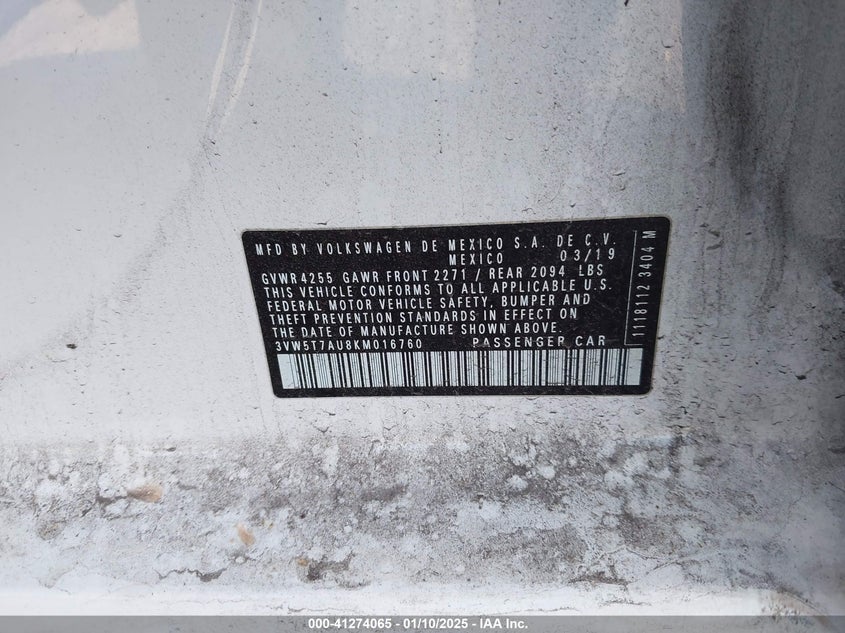 MFD BY VOLKSWAGEN DE MEXICO S.A. DE C.V.
MEXICO 03/19
GVWR 4255 GAWR FRONT 2271 / REAR 2094 LBS
THIS VEHICLE CONFORMS TO ALL APPLICABLE U.S.
FEDERAL MOTOR VEHICLE SAFETY, BUMPER AND
THEFT PREVENTION STANDARDS IN EFFECT ON
THE DATE OF MANUFACTURE SHOWN ABOVE.
3VW5T7AU8KM016760 PASSENGER CAR
1118112 3404 M
000-41274065 - 01/10/2025 - IAA Inc.